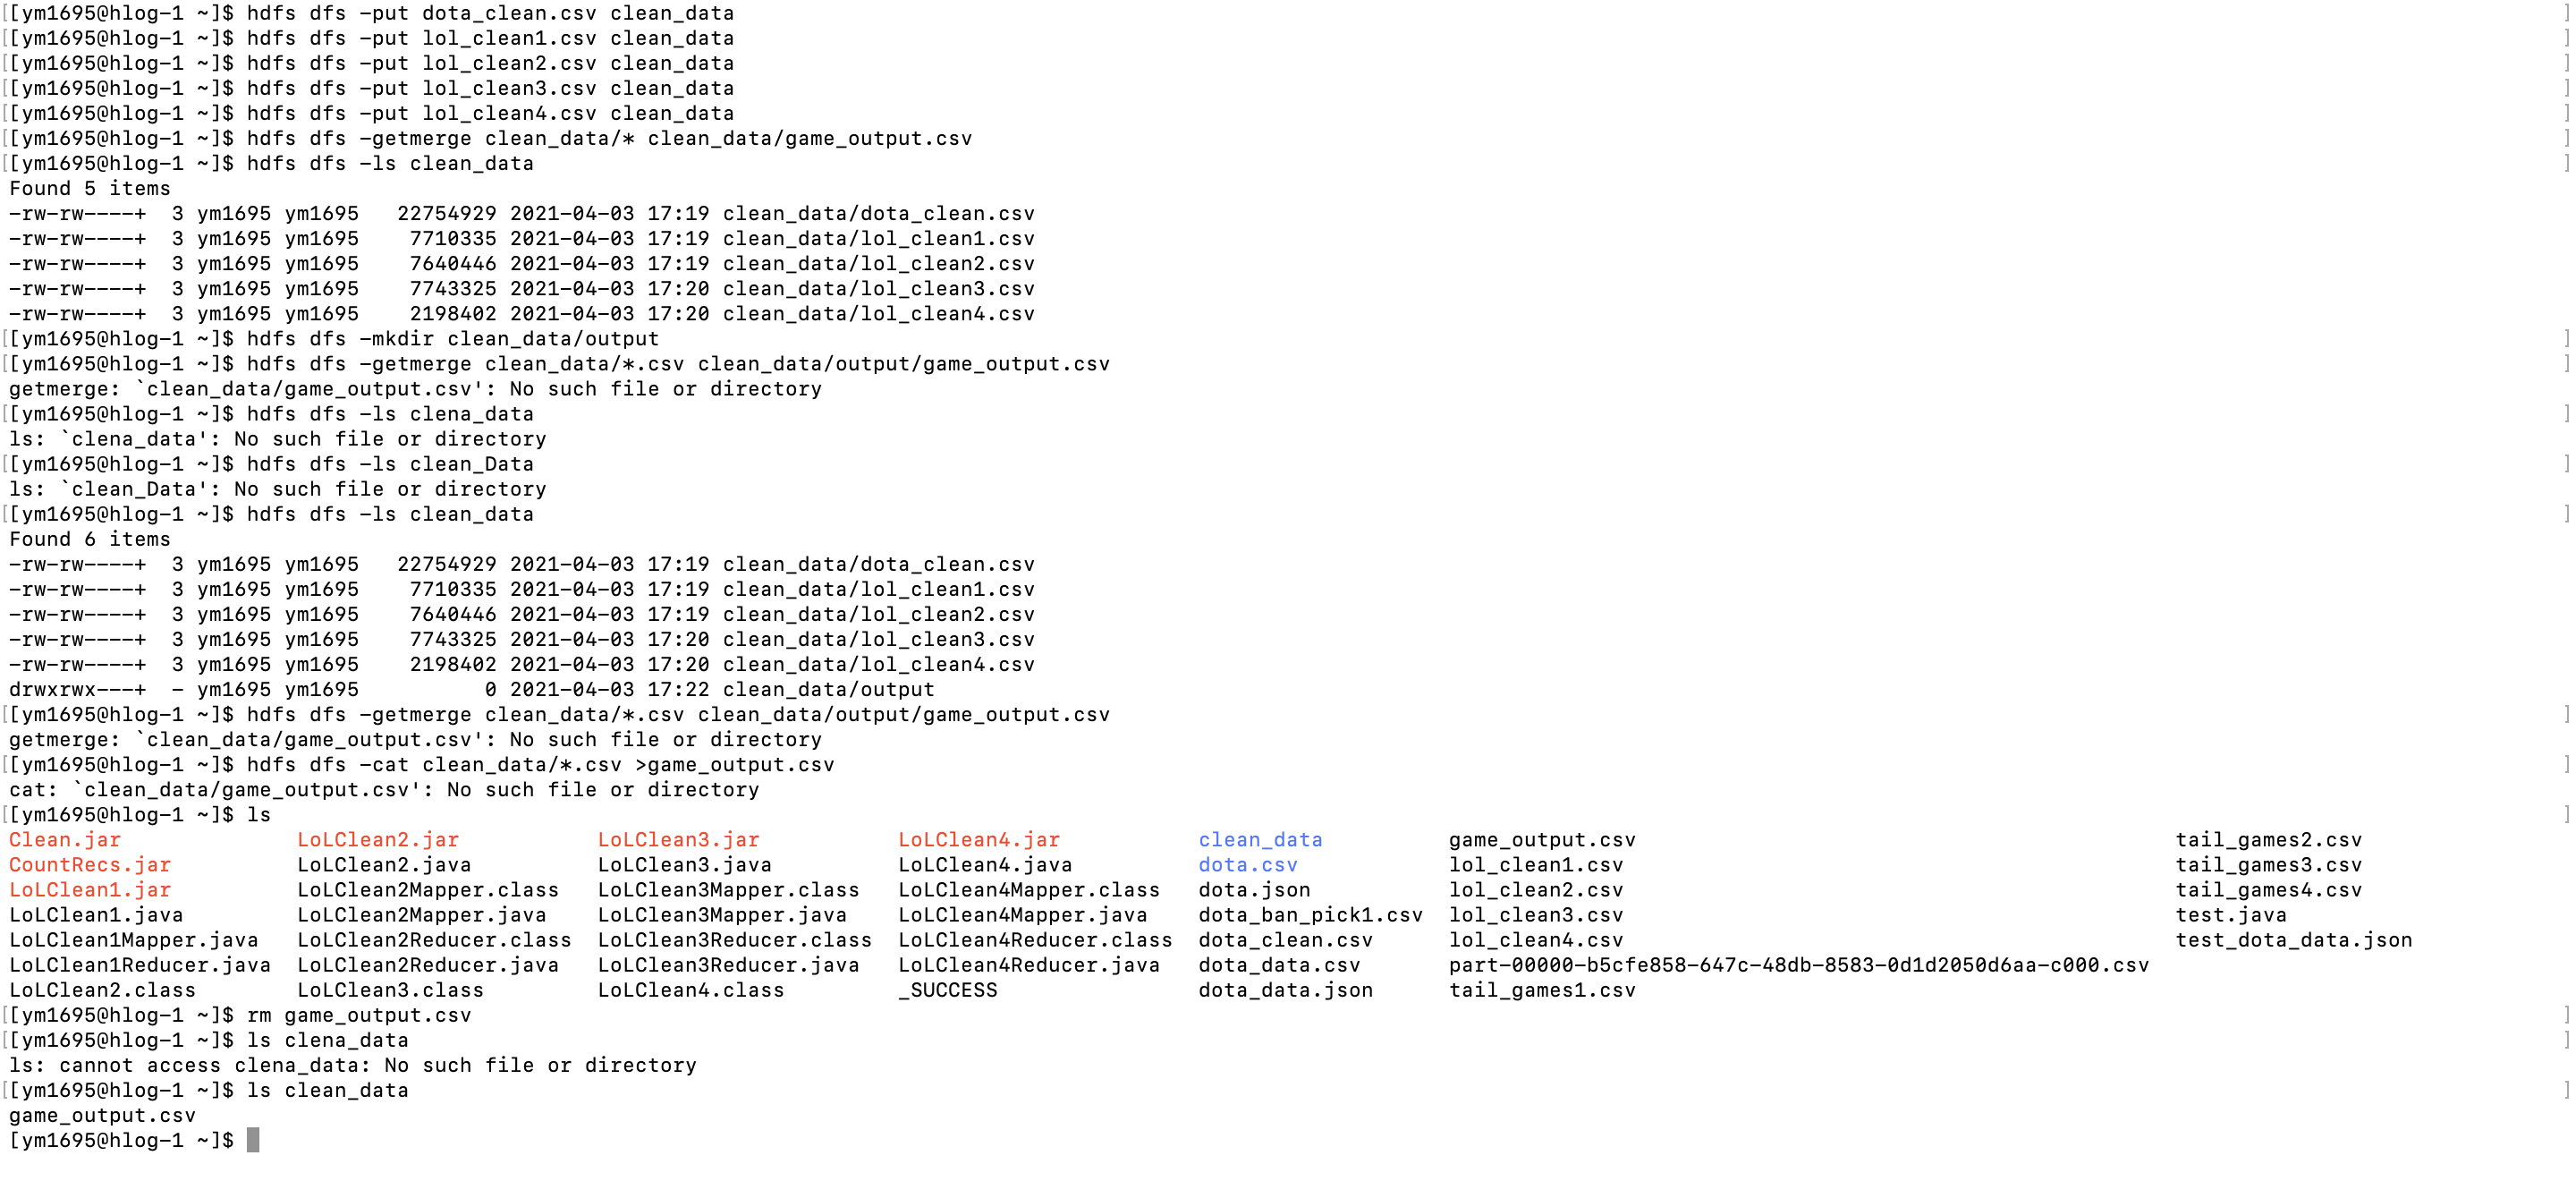 [[ym1695@hlog-1 ~]$ hdfs dfs -put dota_clean.csv clean_data ]
[[ym1695@hlog-1 ~]$ hdfs dfs -put lol_clean1.csv clean_data ]
[[ym1695@hlog-1 ~]$ hdfs dfs -put lol_clean2.csv clean_data ]
[[ym1695@hlog-1 ~]$ hdfs dfs -put lol_clean3.csv clean_data ]
[[ym1695@hlog-1 ~]$ hdfs dfs -put lol_clean4.csv clean_data ]
[[ym1695@hlog-1 ~]$ hdfs dfs -getmerge clean_data/* clean_data/game_output.csv ]
[[ym1695@hlog-1 ~]$ hdfs dfs -ls clean_data ]
Found 5 items
-rw-rw----+  3 ym1695 ym1695   22754929 2021-04-03 17:19 clean_data/dota_clean.csv
-rw-rw----+  3 ym1695 ym1695    7710335 2021-04-03 17:19 clean_data/lol_clean1.csv
-rw-rw----+  3 ym1695 ym1695    7640446 2021-04-03 17:19 clean_data/lol_clean2.csv
-rw-rw----+  3 ym1695 ym1695    7743325 2021-04-03 17:20 clean_data/lol_clean3.csv
-rw-rw----+  3 ym1695 ym1695    2198402 2021-04-03 17:20 clean_data/lol_clean4.csv
[[ym1695@hlog-1 ~]$ hdfs dfs -mkdir clean_data/output ]
[[ym1695@hlog-1 ~]$ hdfs dfs -getmerge clean_data/*.csv clean_data/output/game_output.csv ]
getmerge: `clean_data/game_output.csv': No such file or directory
[[ym1695@hlog-1 ~]$ hdfs dfs -ls clena_data ]
ls: `clena_data': No such file or directory
[[ym1695@hlog-1 ~]$ hdfs dfs -ls clean_Data ]
ls: `clean_Data': No such file or directory
[[ym1695@hlog-1 ~]$ hdfs dfs -ls clean_data ]
Found 6 items
-rw-rw----+  3 ym1695 ym1695   22754929 2021-04-03 17:19 clean_data/dota_clean.csv
-rw-rw----+  3 ym1695 ym1695    7710335 2021-04-03 17:19 clean_data/lol_clean1.csv
-rw-rw----+  3 ym1695 ym1695    7640446 2021-04-03 17:19 clean_data/lol_clean2.csv
-rw-rw----+  3 ym1695 ym1695    7743325 2021-04-03 17:20 clean_data/lol_clean3.csv
-rw-rw----+  3 ym1695 ym1695    2198402 2021-04-03 17:20 clean_data/lol_clean4.csv
drwxrwx---+  - ym1695 ym1695          0 2021-04-03 17:22 clean_data/output
[[ym1695@hlog-1 ~]$ hdfs dfs -getmerge clean_data/*.csv clean_data/output/game_output.csv ]
getmerge: `clean_data/game_output.csv': No such file or directory
[[ym1695@hlog-1 ~]$ hdfs dfs -cat clean_data/*.csv >game_output.csv ]
cat: `clean_data/game_output.csv': No such file or directory
[[ym1695@hlog-1 ~]$ ls ]
Clean.jar LoLClean2.jar LoLClean3.jar LoLClean4.jar clean_data game_output.csv tail_games2.csv
CountRecs.jar LoLClean2.java LoLClean3.java LoLClean4.java dota.csv lol_clean1.csv tail_games3.csv
LoLClean1.jar LoLClean2Mapper.class LoLClean3Mapper.class LoLClean4Mapper.class dota.json lol_clean2.csv tail_games4.csv
LoLClean1.java LoLClean2Mapper.java LoLClean3Mapper.java LoLClean4Mapper.java dota_ban_pick1.csv lol_clean3.csv test.java
LoLClean1Mapper.java LoLClean2Reducer.class LoLClean3Reducer.class LoLClean4Reducer.class dota_clean.csv lol_clean4.csv test_dota_data.json
LoLClean1Reducer.java LoLClean2Reducer.java LoLClean3Reducer.java LoLClean4Reducer.java dota_data.csv part-00000-b5cfe858-647c-48db-8583-0d1d2050d6aa-c000.csv
LoLClean2.class LoLClean3.class LoLClean4.class _SUCCESS dota_data.json tail_games1.csv
[[ym1695@hlog-1 ~]$ rm game_output.csv ]
[[ym1695@hlog-1 ~]$ ls clena_data ]
ls: cannot access clena_data: No such file or directory
[[ym1695@hlog-1 ~]$ ls clean_data ]
game_output.csv
[ym1695@hlog-1 ~]$